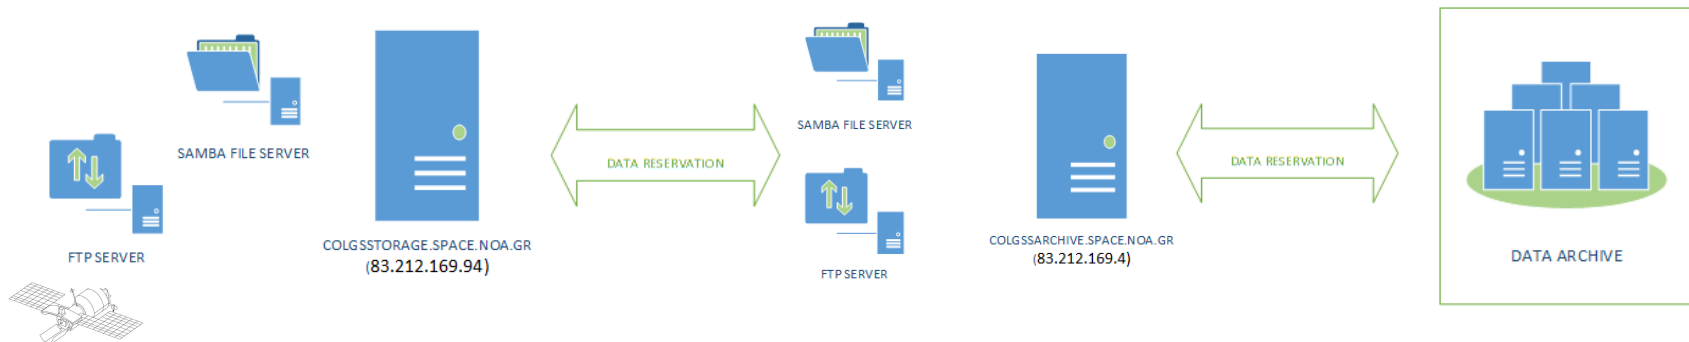 SAMBA FILE SERVER
FTP SERVER
COLGSSTORAGE.SPACE.NOA.GR
(83.212.169.94)
DATA RESERVATION
SAMBA FILE SERVER
FTP SERVER
COLGSSARCHIVE.SPACE.NOA.GR
(83.212.169.4)
DATA RESERVATION
DATA ARCHIVE